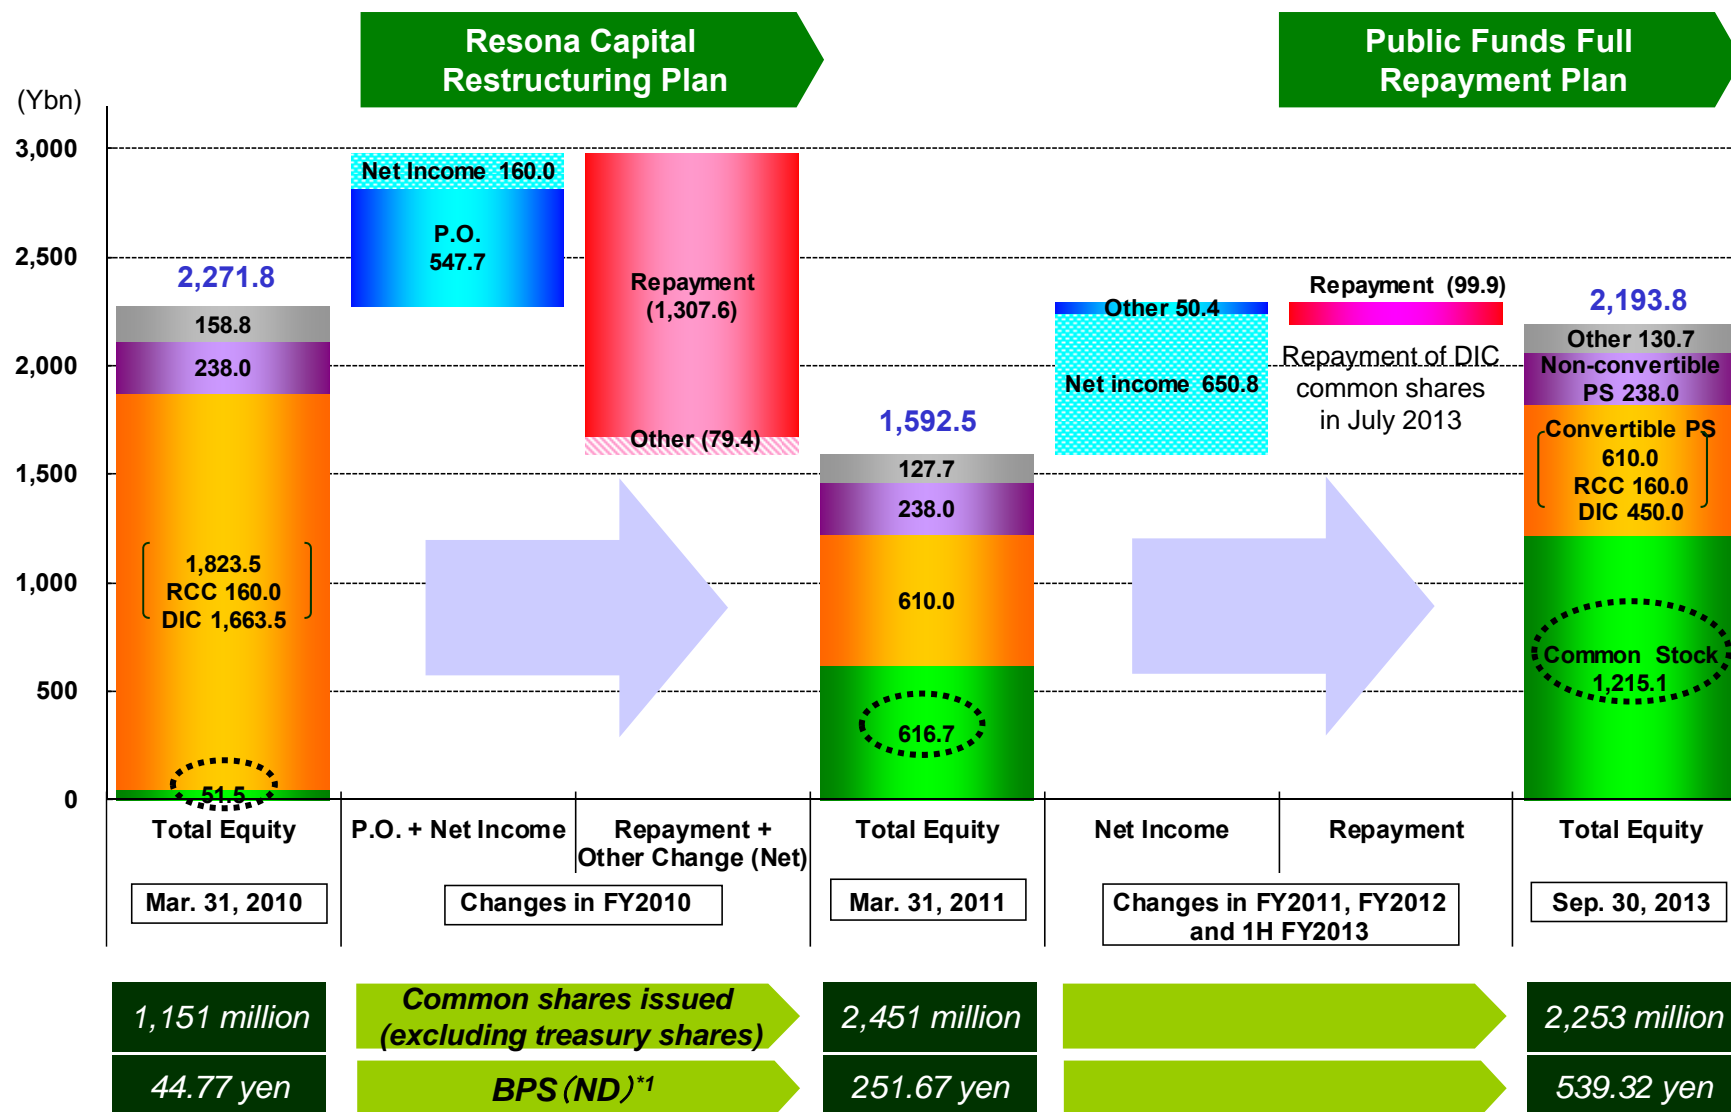 Resona Capital
Restructuring Plan
Public Funds Full
Repayment Plan
(Ybn)
3,000
2,500
2,000
1,500
1,000
500
0
2,271.8
158.8
238.0
1,823.5
RCC 160.0
DIC 1,663.5
51.5
Net Income 160.0
P.O.
547.7
Repayment
(1,307.6)
Other (79.4)
1,592.5
127.7
238.0
610.0
616.7
Other 50.4
Net income 650.8
Repayment (99.9)
Repayment of DIC
common shares
in July 2013
2,193.8
Other 130.7
Non-convertible
PS 238.0
Convertible PS
610.0
RCC 160.0
DIC 450.0
Common Stock
1,215.1
Total Equity
P.O. + Net Income
Repayment +
Other Change (Net)
Total Equity
Net Income
Repayment
Total Equity
Mar. 31, 2010
Changes in FY2010
Mar. 31, 2011
Changes in FY2011, FY2012
and 1H FY2013
Sep. 30, 2013
1,151 million
Common shares issued
(excluding treasury shares)
2,451 million
2,253 million
44.77 yen
BPS（ND）*1
251.67 yen
539.32 yen